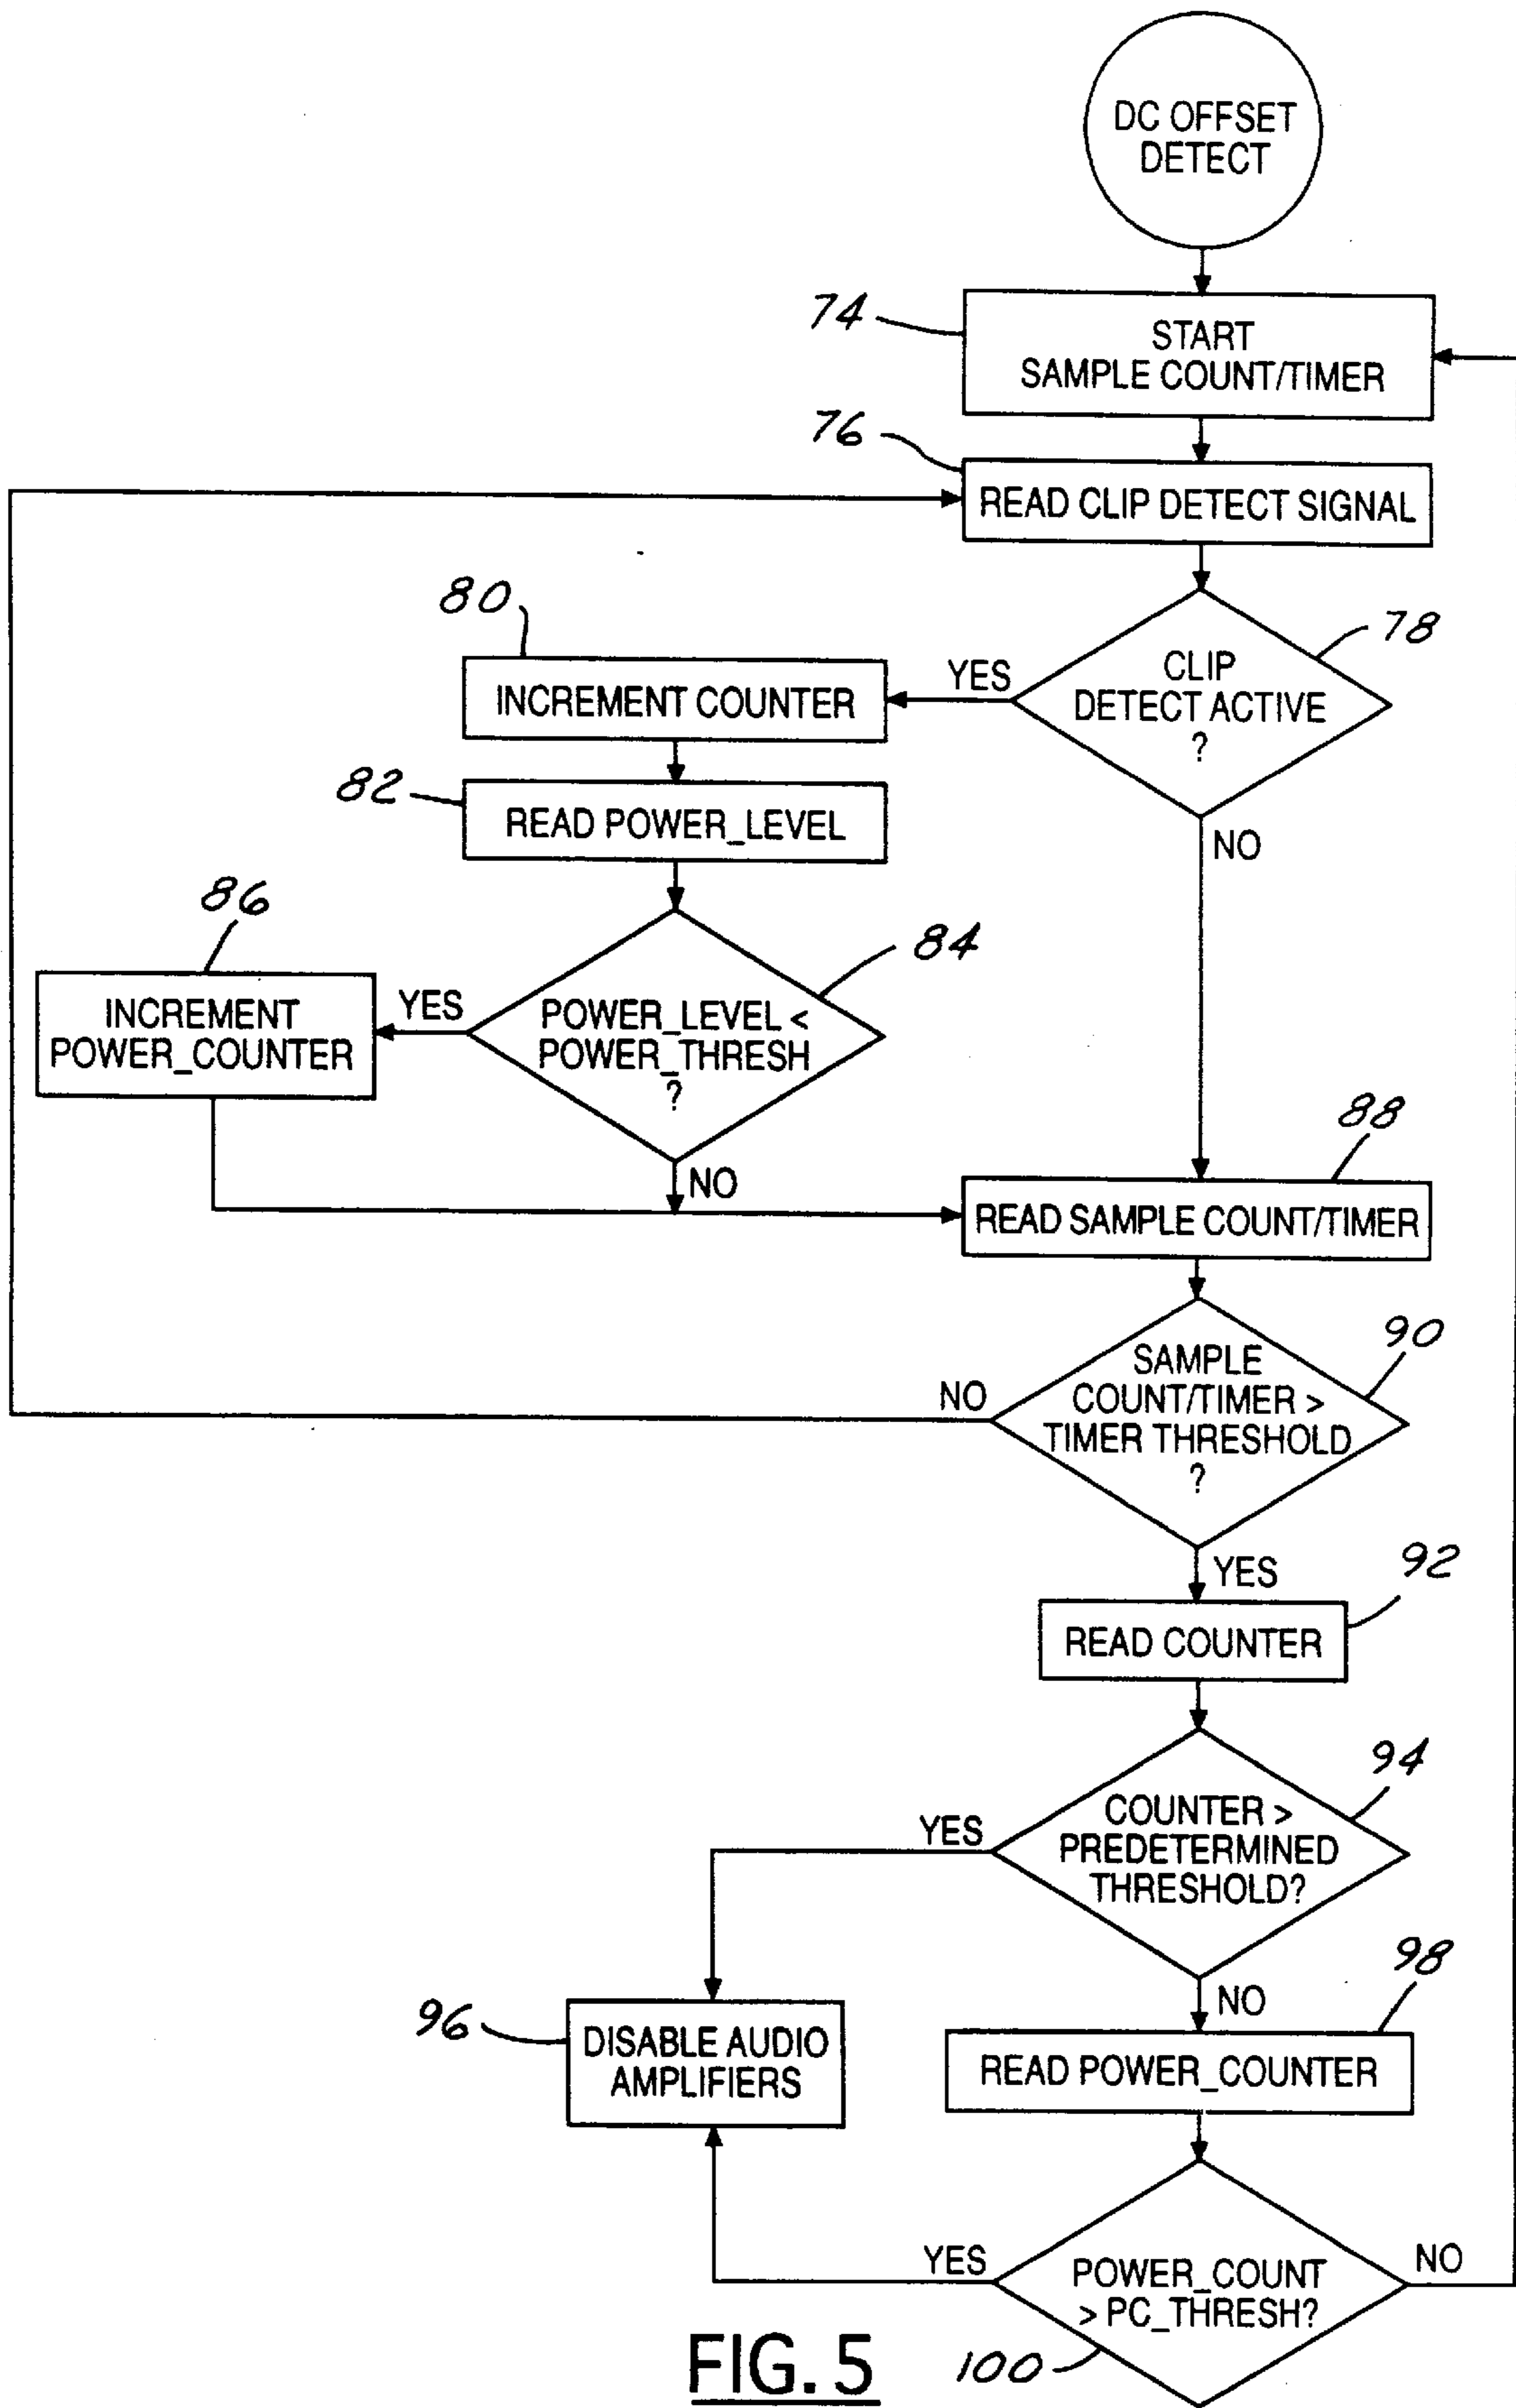 DC OFFSET
DETECT
74
START
SAMPLE COUNT/TIMER
76
READ CLIP DETECT SIGNAL
80
78
CLIP
DETECT ACTIVE
?
YES
INCREMENT COUNTER
82
READ POWER_LEVEL
NO
86
84
INCREMENT
POWER_COUNTER
YES
POWER_LEVEL <
POWER_THRESH
?
NO
88
READ SAMPLE COUNT/TIMER
90
SAMPLE
COUNT/TIMER >
TIMER THRESHOLD
?
NO
YES
92
READ COUNTER
94
COUNTER >
PREDETERMINED
THRESHOLD?
YES
NO
98
96
DISABLE AUDIO
AMPLIFIERS
READ POWER_COUNTER
YES
POWER_COUNT
> PC_THRESH?
NO
100
FIG. 5